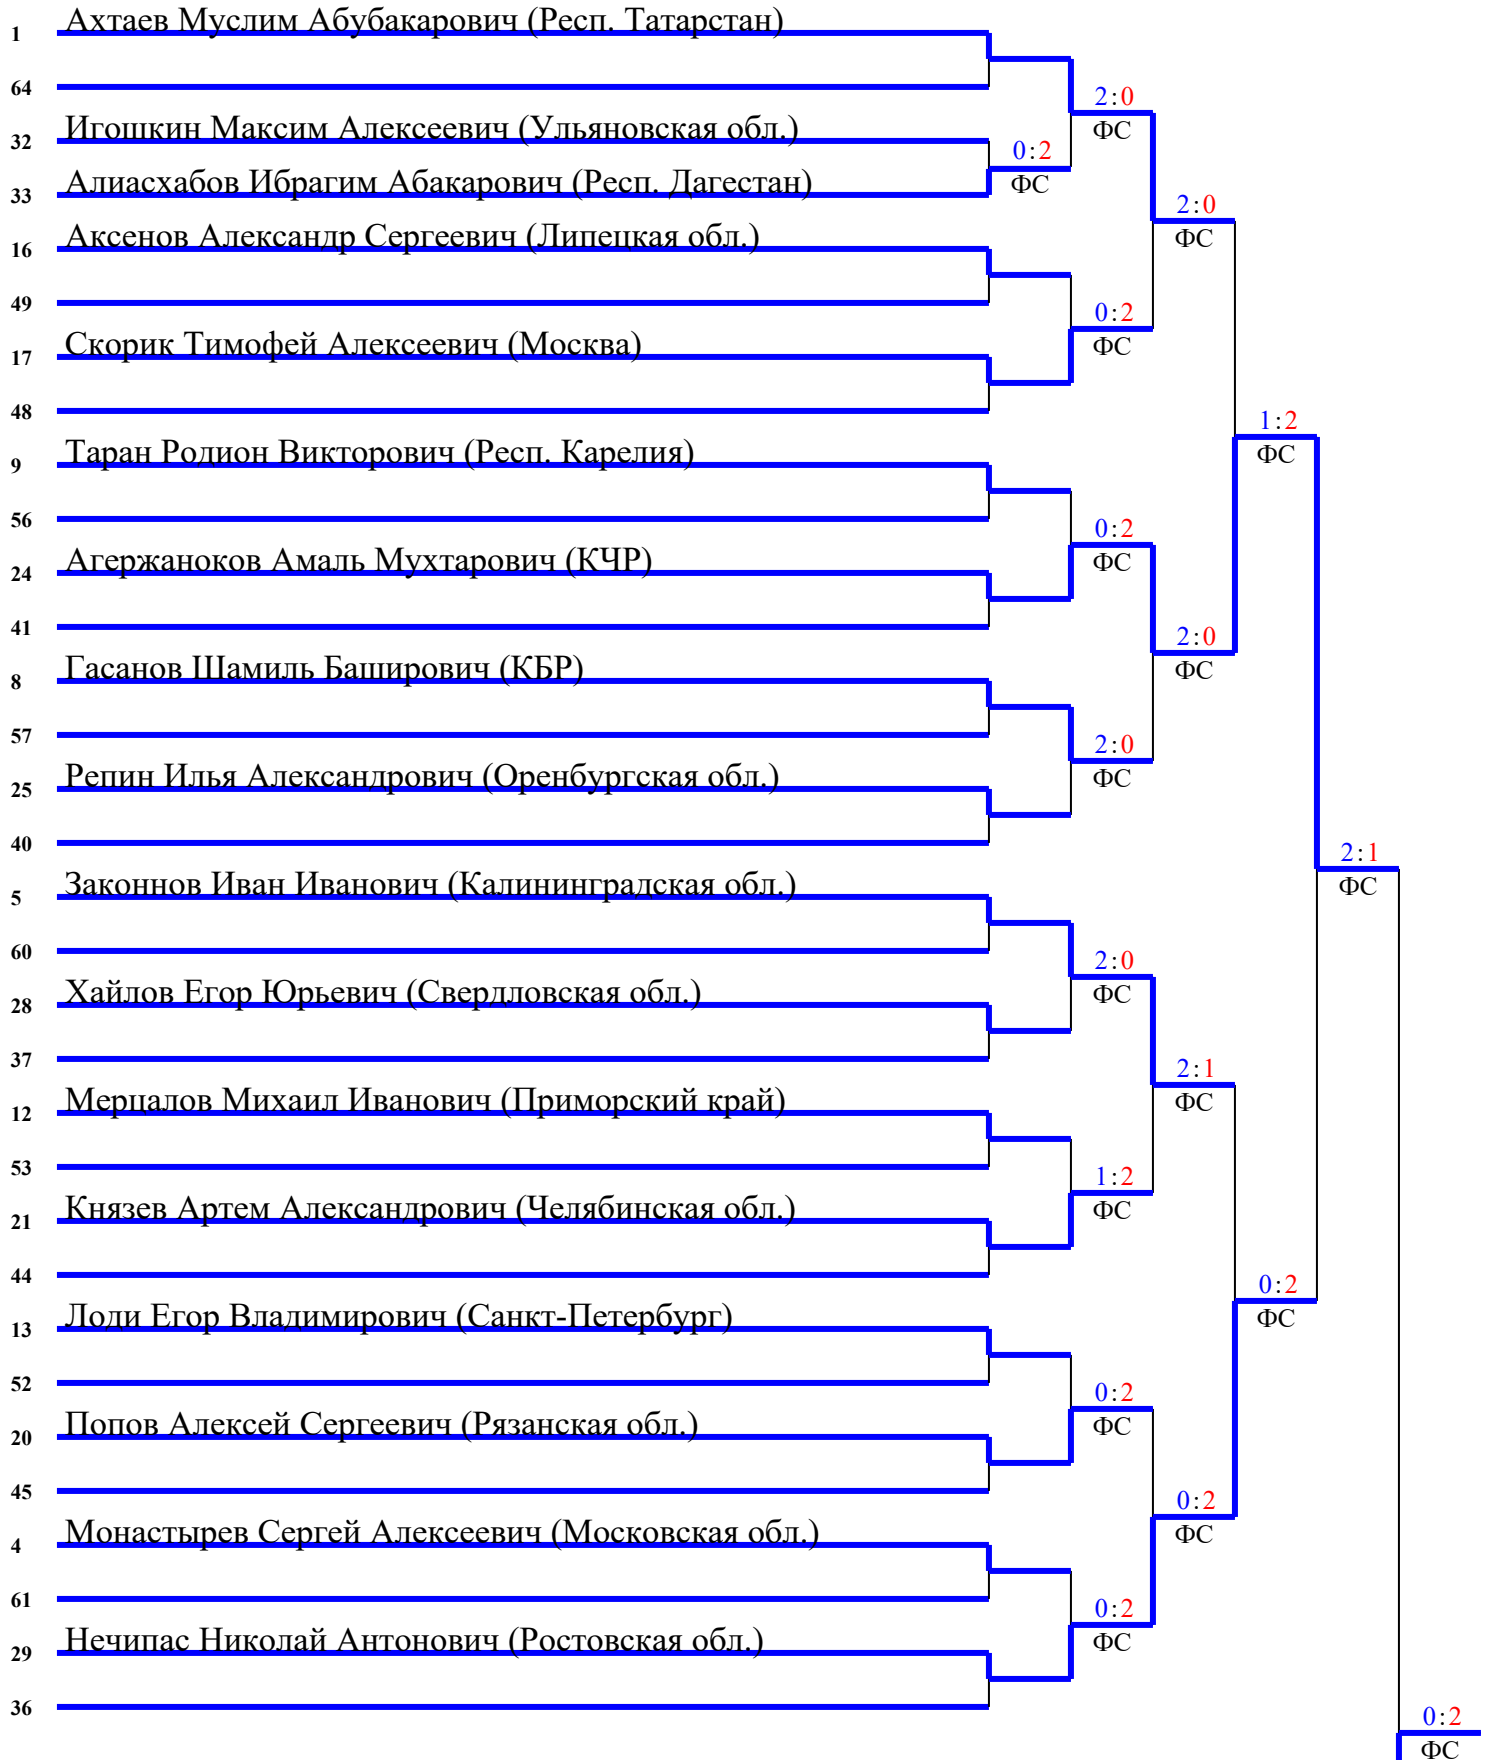 1 Ахтаев Муслим Абубакарович (Респ. Татарстан)
64
2:0
ФС
32 Игошкин Максим Алексеевич (Ульяновская обл.)
0:2
ФС
33 Алиасхабов Ибрагим Абакарович (Респ. Дагестан)
2:0
ФС
16 Аксенов Александр Сергеевич (Липецкая обл.)
49
0:2
ФС
17 Скорик Тимофей Алексеевич (Москва)
48
1:2
ФС
9 Таран Родион Викторович (Респ. Карелия)
56
0:2
ФС
24 Агержаноков Амаль Мухтарович (КЧР)
41
2:0
ФС
8 Гасанов Шамиль Баширович (КБР)
57
2:0
ФС
25 Репин Илья Александрович (Оренбургская обл.)
40
2:1
ФС
5 Законнов Иван Иванович (Калининградская обл.)
60
2:0
ФС
28 Хайлов Егор Юрьевич (Свердловская обл.)
37
2:1
ФС
12 Мерцалов Михаил Иванович (Приморский край)
53
1:2
ФС
21 Князев Артем Александрович (Челябинская обл.)
44
0:2
ФС
13 Лоди Егор Владимирович (Санкт-Петербург)
52
0:2
ФС
20 Попов Алексей Сергеевич (Рязанская обл.)
45
0:2
ФС
4 Монастырев Сергей Алексеевич (Московская обл.)
61
0:2
ФС
29 Нечипас Николай Антонович (Ростовская обл.)
36
0:2
ФС